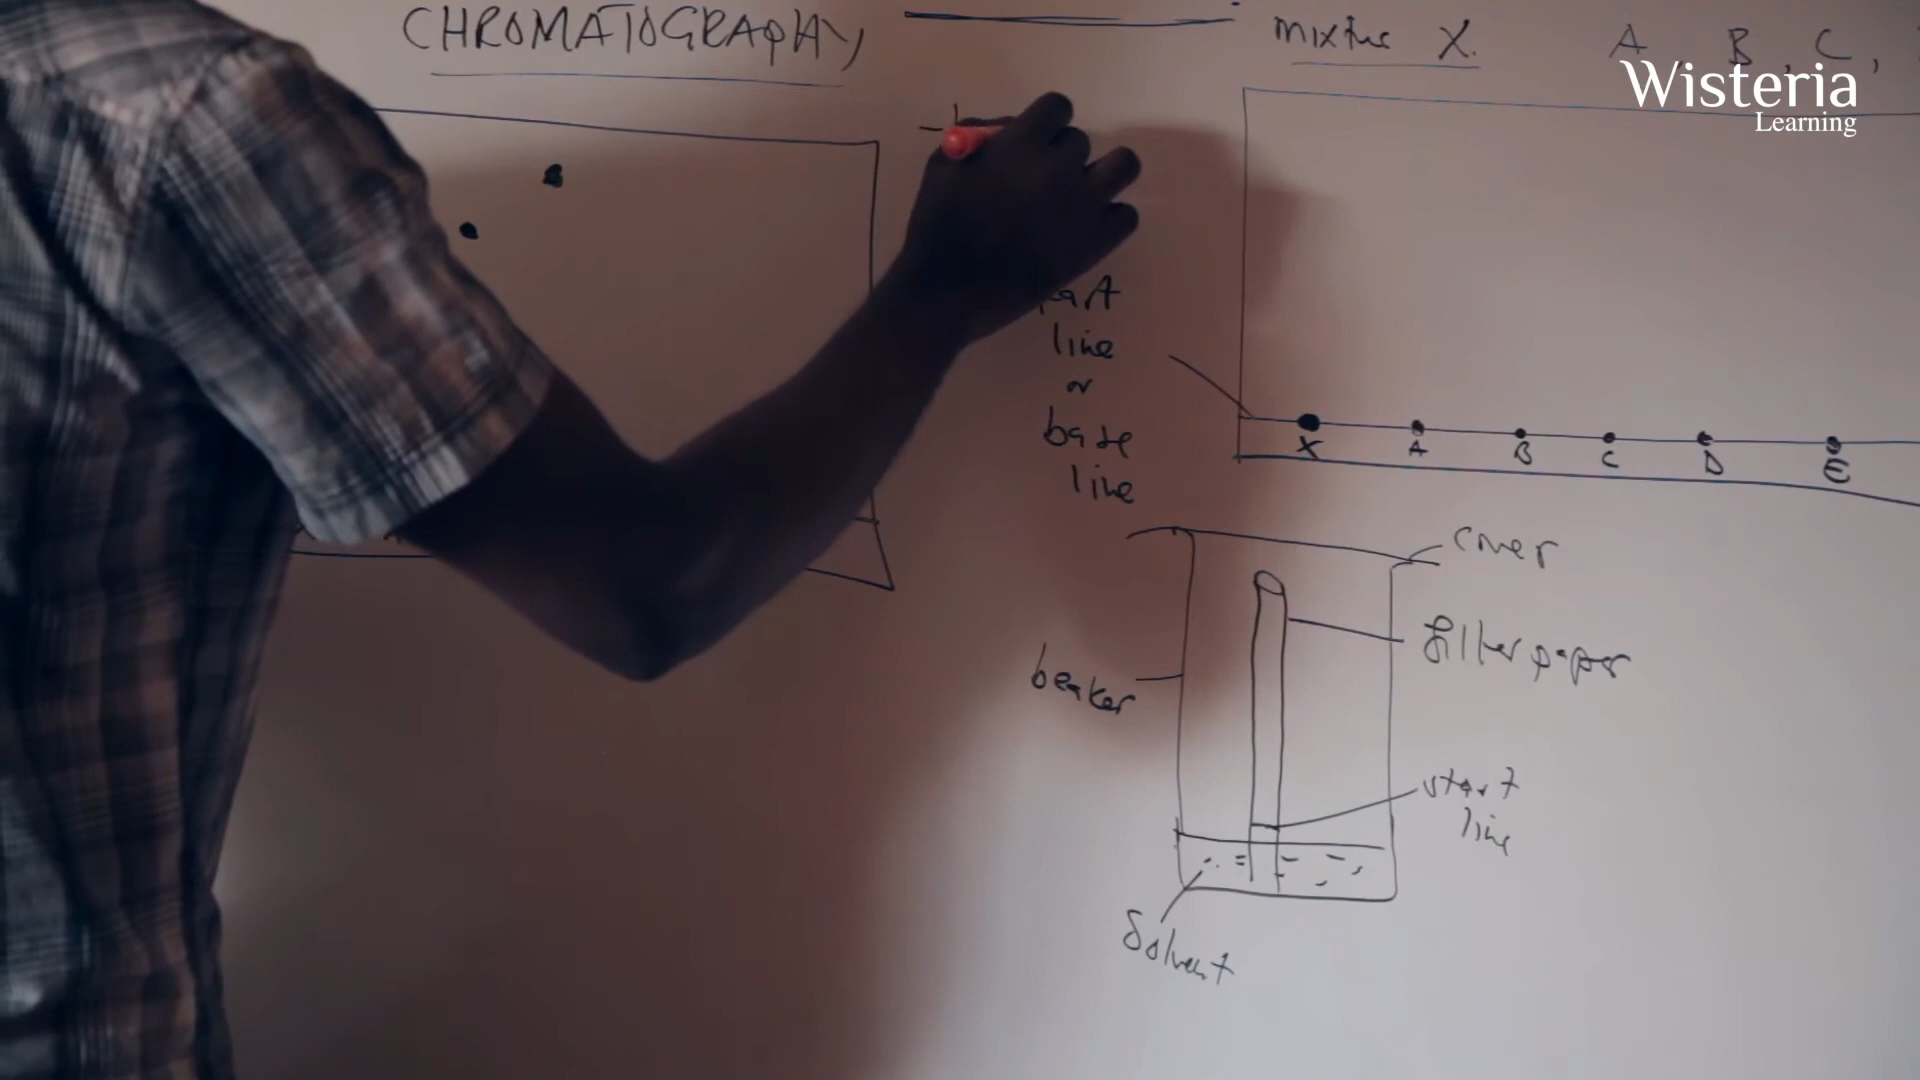 CHROMATOGRAPHY
mixture X. A, B, C,
Wisteria
Learning
line
or
base
line
X A B C D E
cover
filter paper
beaker
start
line
Solvent